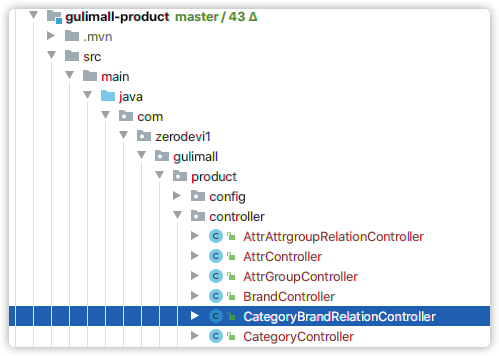 gulimall-product master / 43 Δ
.mvn
src
main
java
com
zerodevi1
gulimall
product
config
controller
AttrAttrgroupRelationController
AttrController
AttrGroupController
BrandController
CategoryBrandRelationController
CategoryController